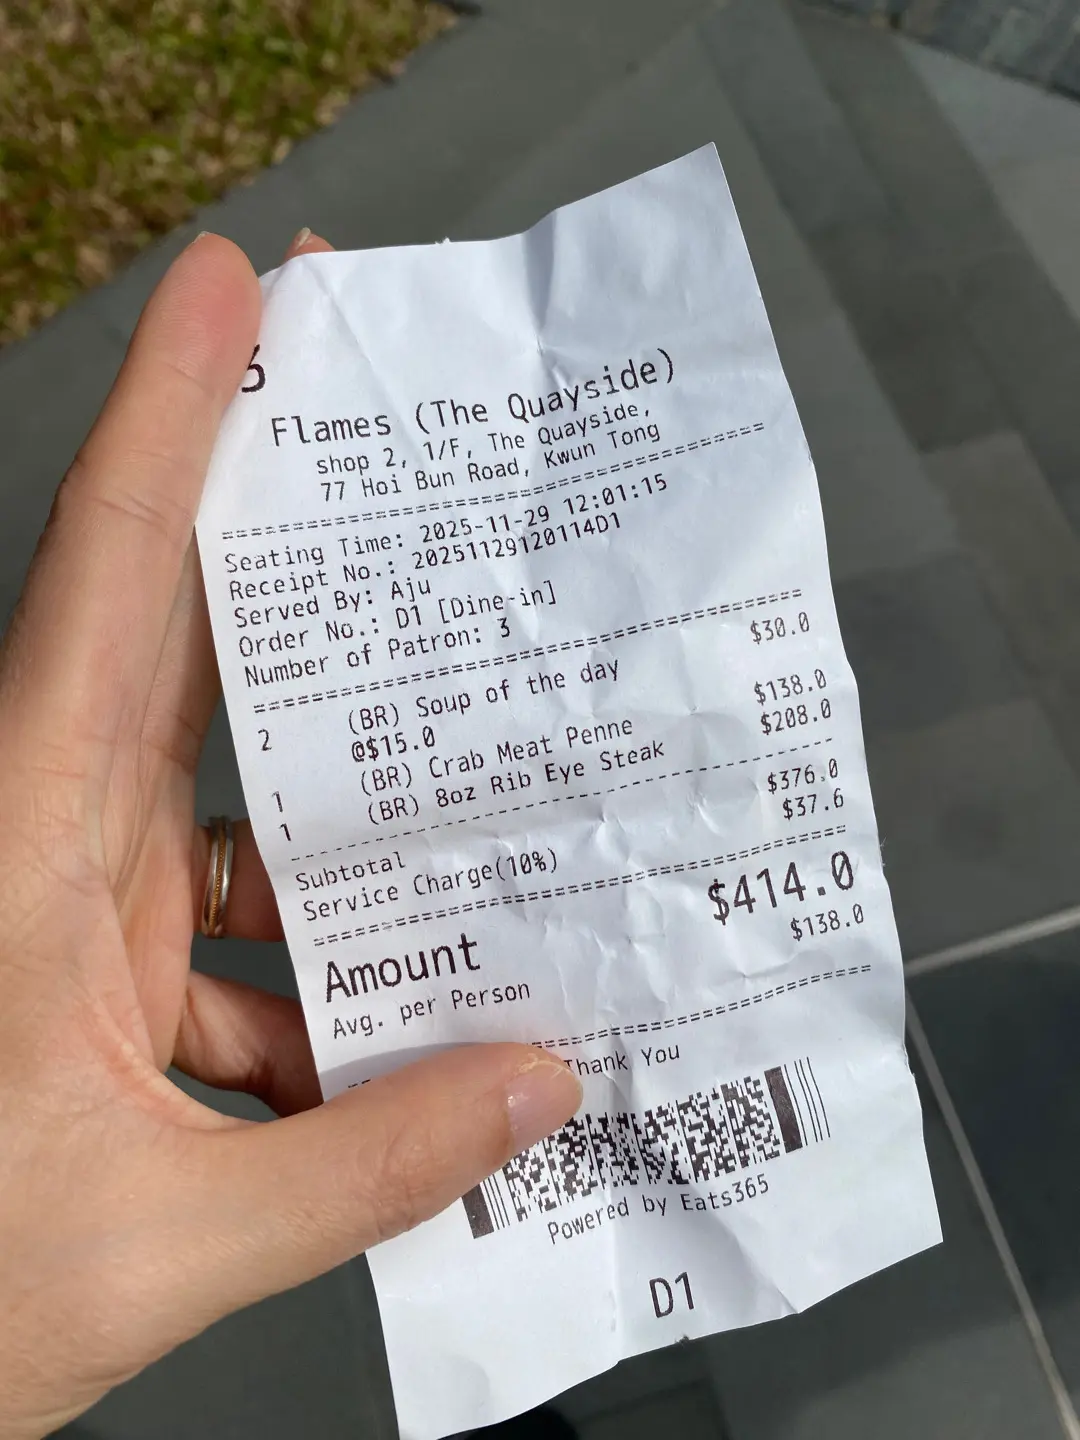 3
Flames (The Quayside)
shop 2, 1/F, The Quayside,
77 Hoi Bun Road, Kwun Tong
Seating Time: 2025-11-29 12:01:15
Receipt No.: 20251129120114D1
Served By: Aju
Order No.: D1 [Dine-in]
Number of Patron: 3
2 (BR) Soup of the day $30.0
@$15.0
1 (BR) Crab Meat Penne $138.0
1 (BR) 8oz Rib Eye Steak $208.0
Subtotal $376.0
Service Charge(10%) $37.6
Amount $414.0
Avg. per Person $138.0
Thank You
Powered by Eats365
D1